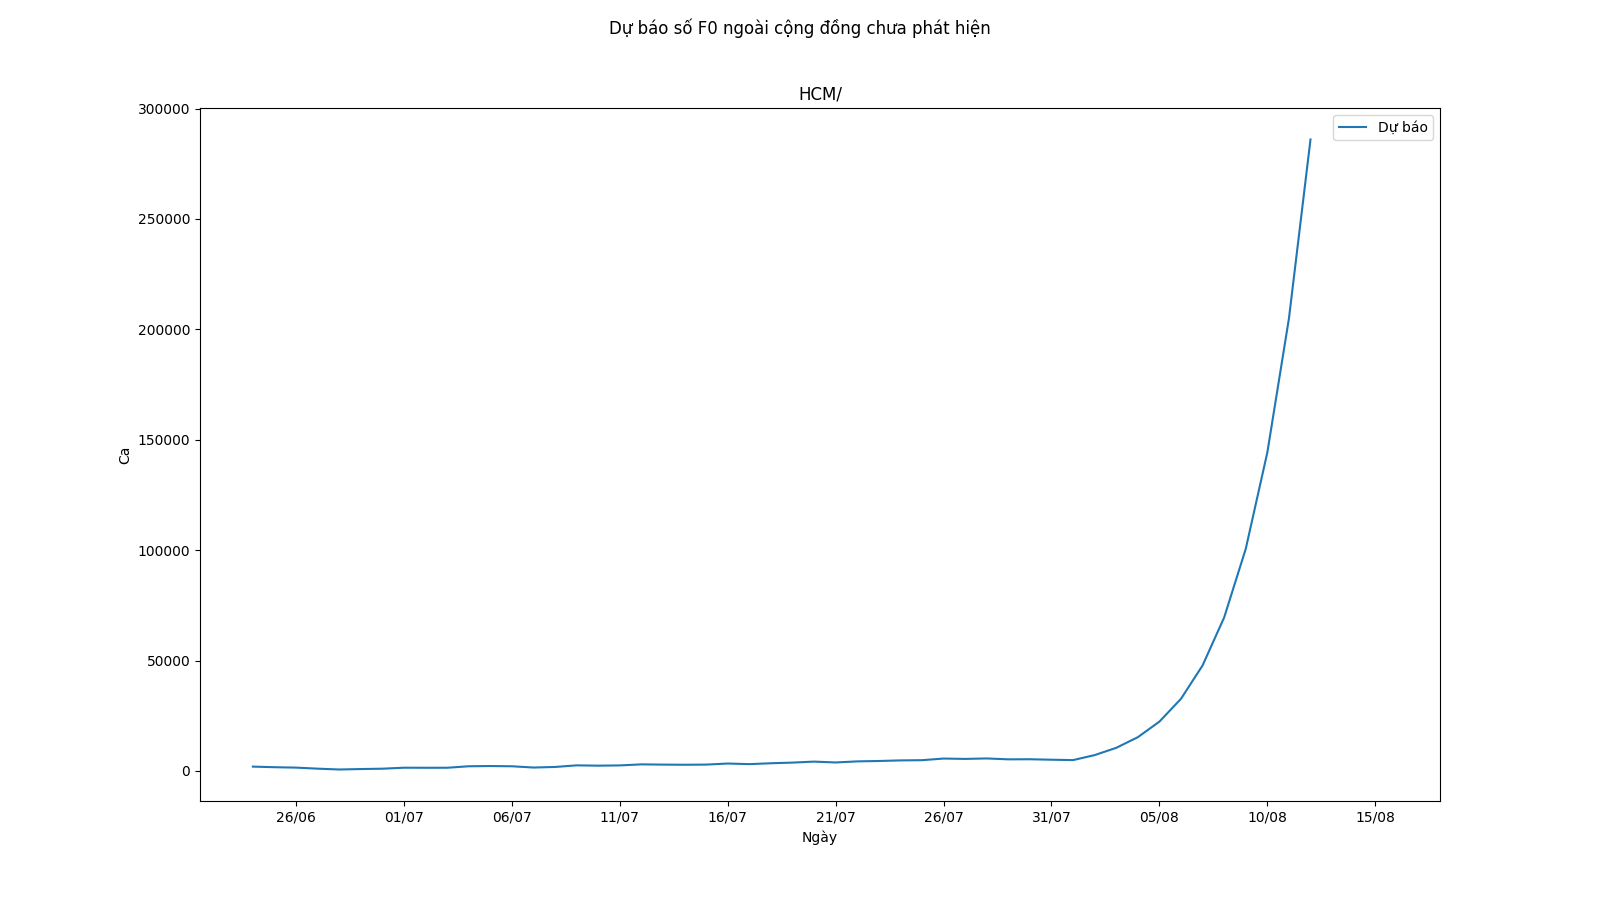 Dự báo số F0 ngoài cộng đồng chưa phát hiện
HCM/
Dự báo
300000
250000
200000
150000
100000
50000
0
Ca
26/06 01/07 06/07 11/07 16/07 21/07 26/07 31/07 05/08 10/08 15/08
Ngày